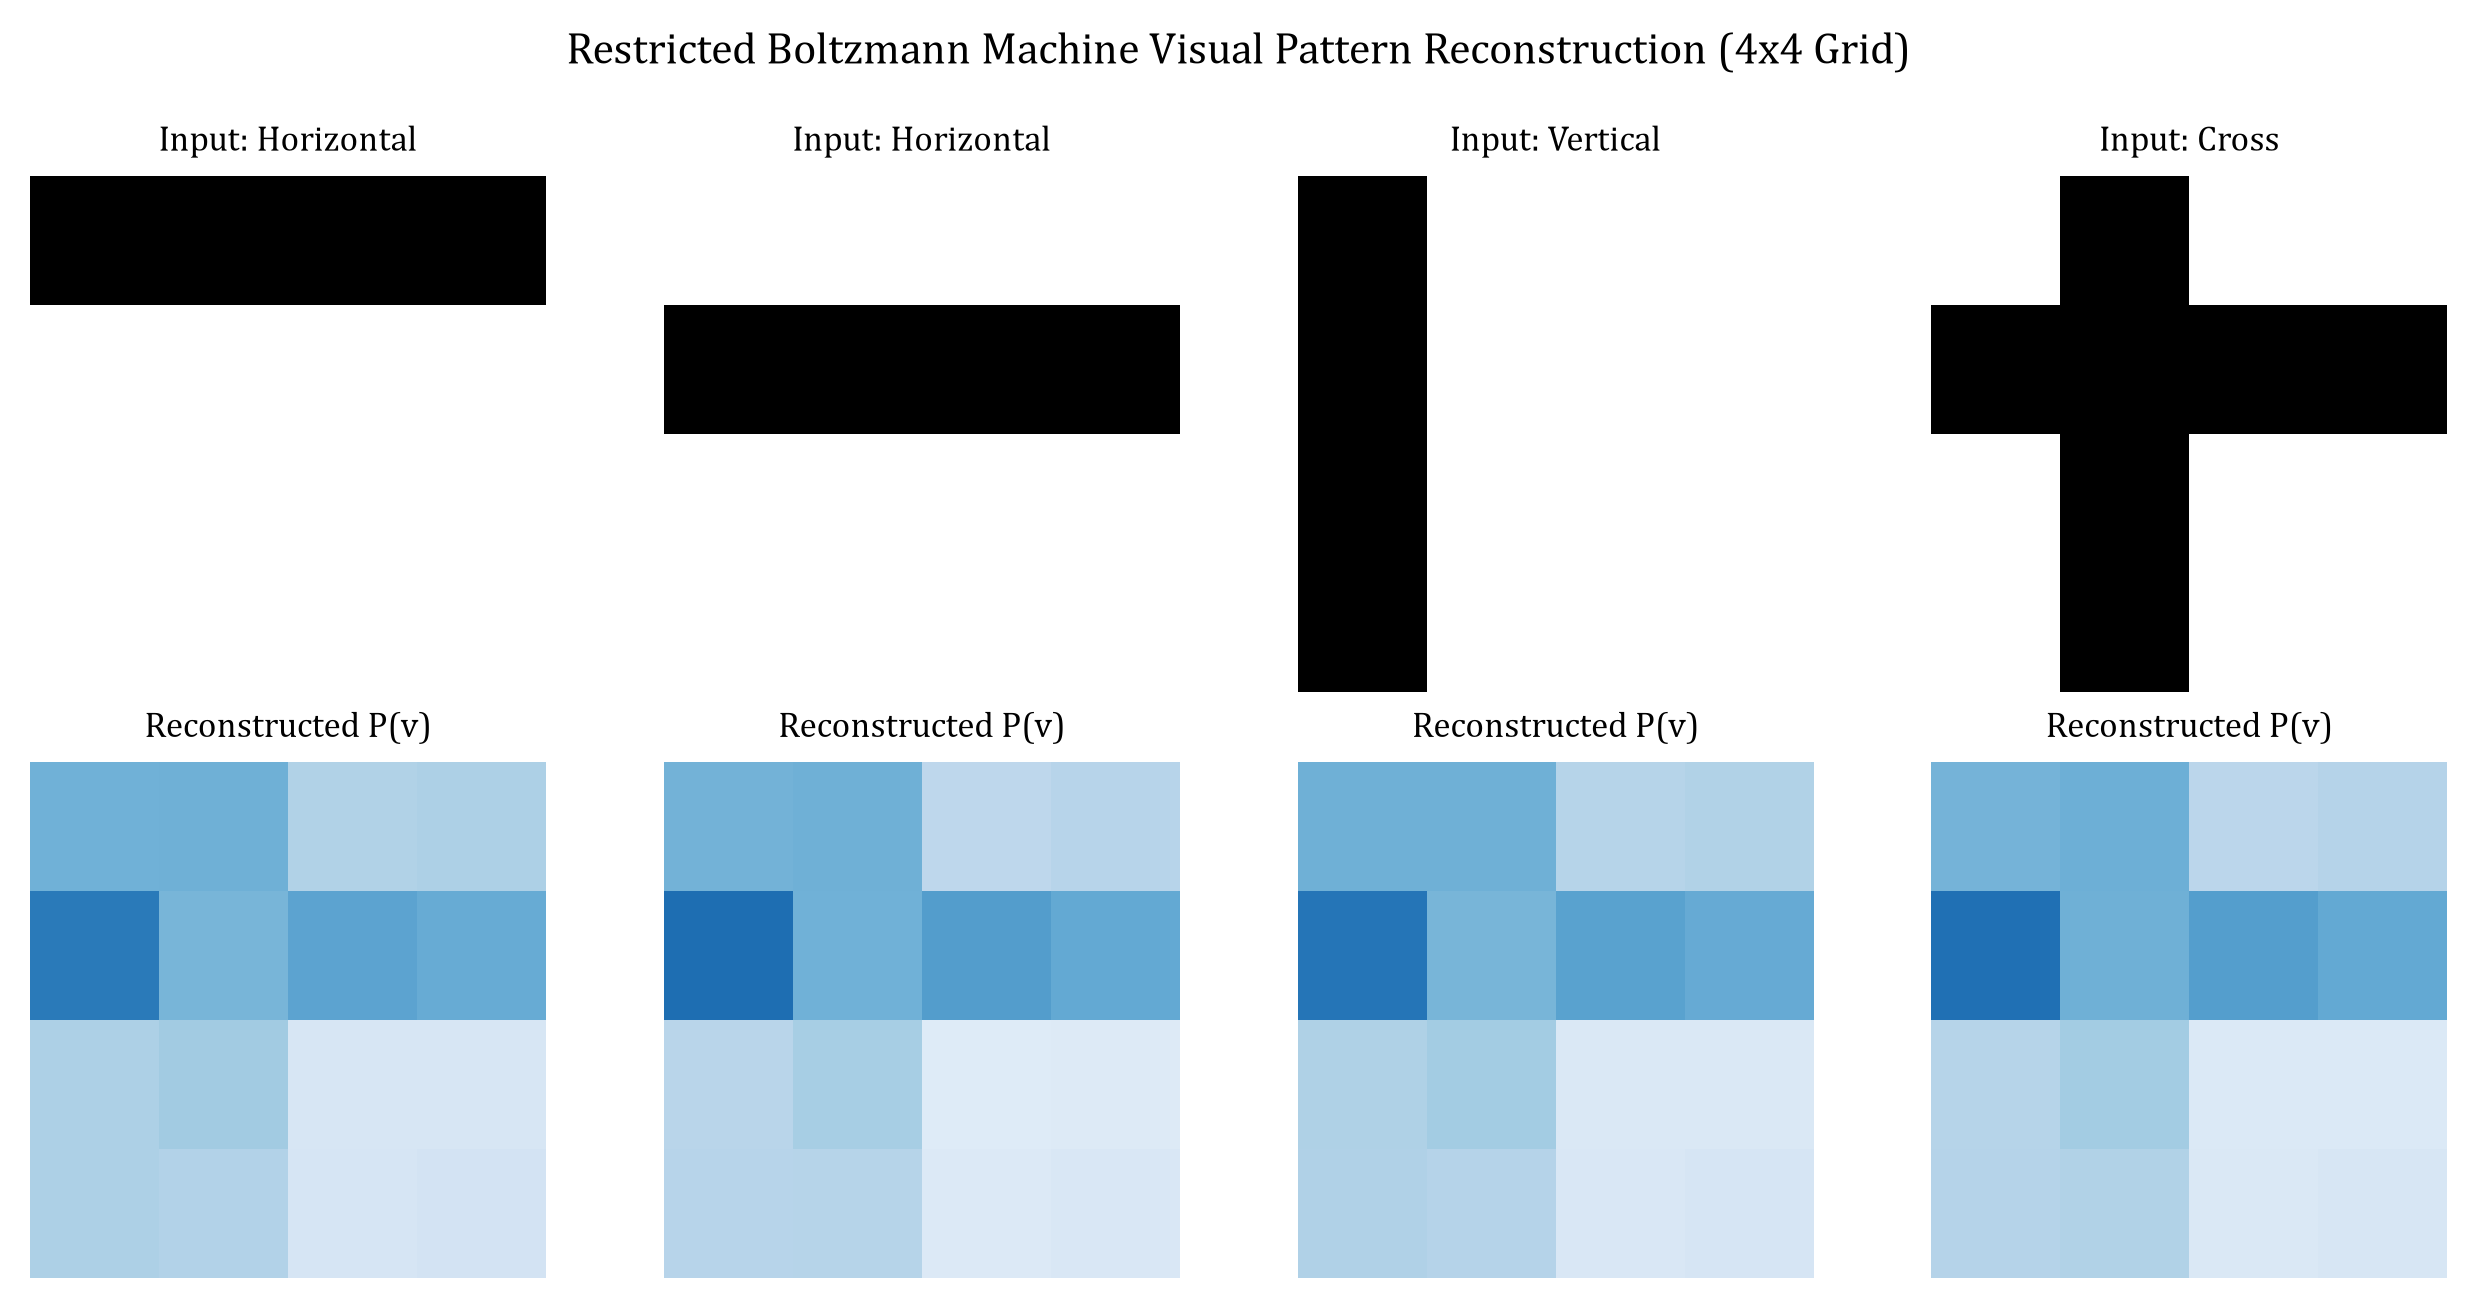 Restricted Boltzmann Machine Visual Pattern Reconstruction (4x4 Grid)
Input: Horizontal
Input: Horizontal
Input: Vertical
Input: Cross
Reconstructed P(v)
Reconstructed P(v)
Reconstructed P(v)
Reconstructed P(v)